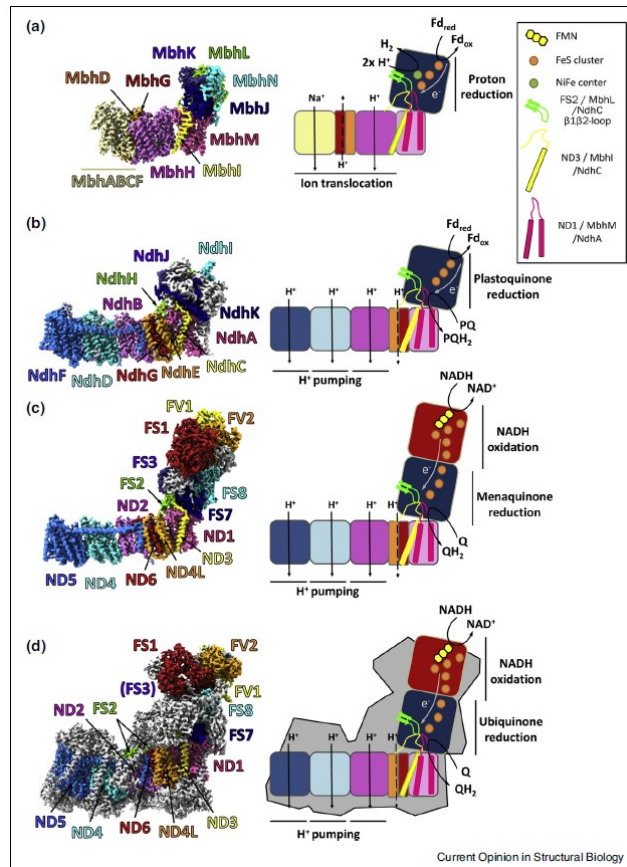 (a)
MbhK
MbhL
MbhD
MbhG
MbhN
MbhJ
MbhM
MbhI
MbhH
MbhABCF
H₂
2x H⁺
Fd_red
Fd_ox
e⁻
Proton
reduction
Na⁺
H⁺
H⁺
Ion translocation
FMN
FeS cluster
NiFe center
FS2 / MbhL
/NdhC
β1β2-loop
ND3 / MbhI
/NdhC
ND1 / MbhM
/NdhA
(b)
NdhJ
NdhI
NdhH
NdhB
NdhK
NdhA
NdhC
NdhE
NdhG
NdhD
NdhF
Fd_red
Fd_ox
e⁻
Plastoquinone
reduction
H⁺
H⁺
H⁺
H⁺
PQ
PQH₂
H⁺ pumping
(c)
FV1
FS1
FV2
FS3
FS2
FS8
ND2
FS7
ND1
ND3
ND4L
ND6
ND4
ND5
NADH
NAD⁺
NADH
oxidation
e⁻
Menaquinone
reduction
H⁺
H⁺
H⁺
H⁺
Q
QH₂
H⁺ pumping
(d)
FS1
FV2
(FS3)
FV1
ND2
FS2
FS8
FS7
ND1
ND3
ND4L
ND6
ND4
ND5
NADH
NAD⁺
NADH
oxidation
e⁻
Ubiquinone
reduction
H⁺
H⁺
H⁺
H⁺
Q
QH₂
H⁺ pumping
Current Opinion in Structural Biology